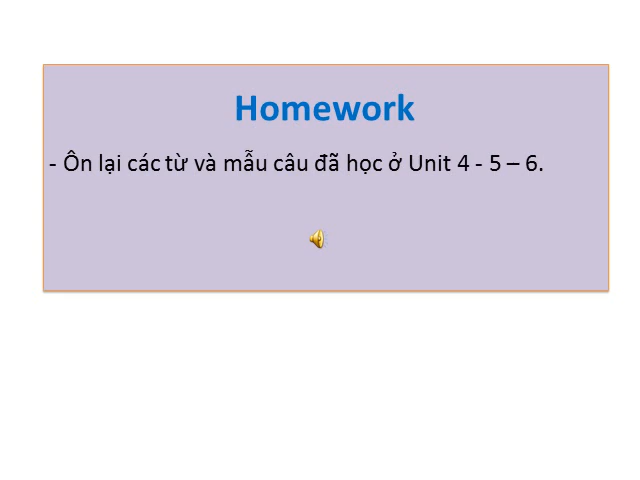 Homework
- Ôn lại các từ và mẫu câu đã học ở Unit 4 - 5 – 6.